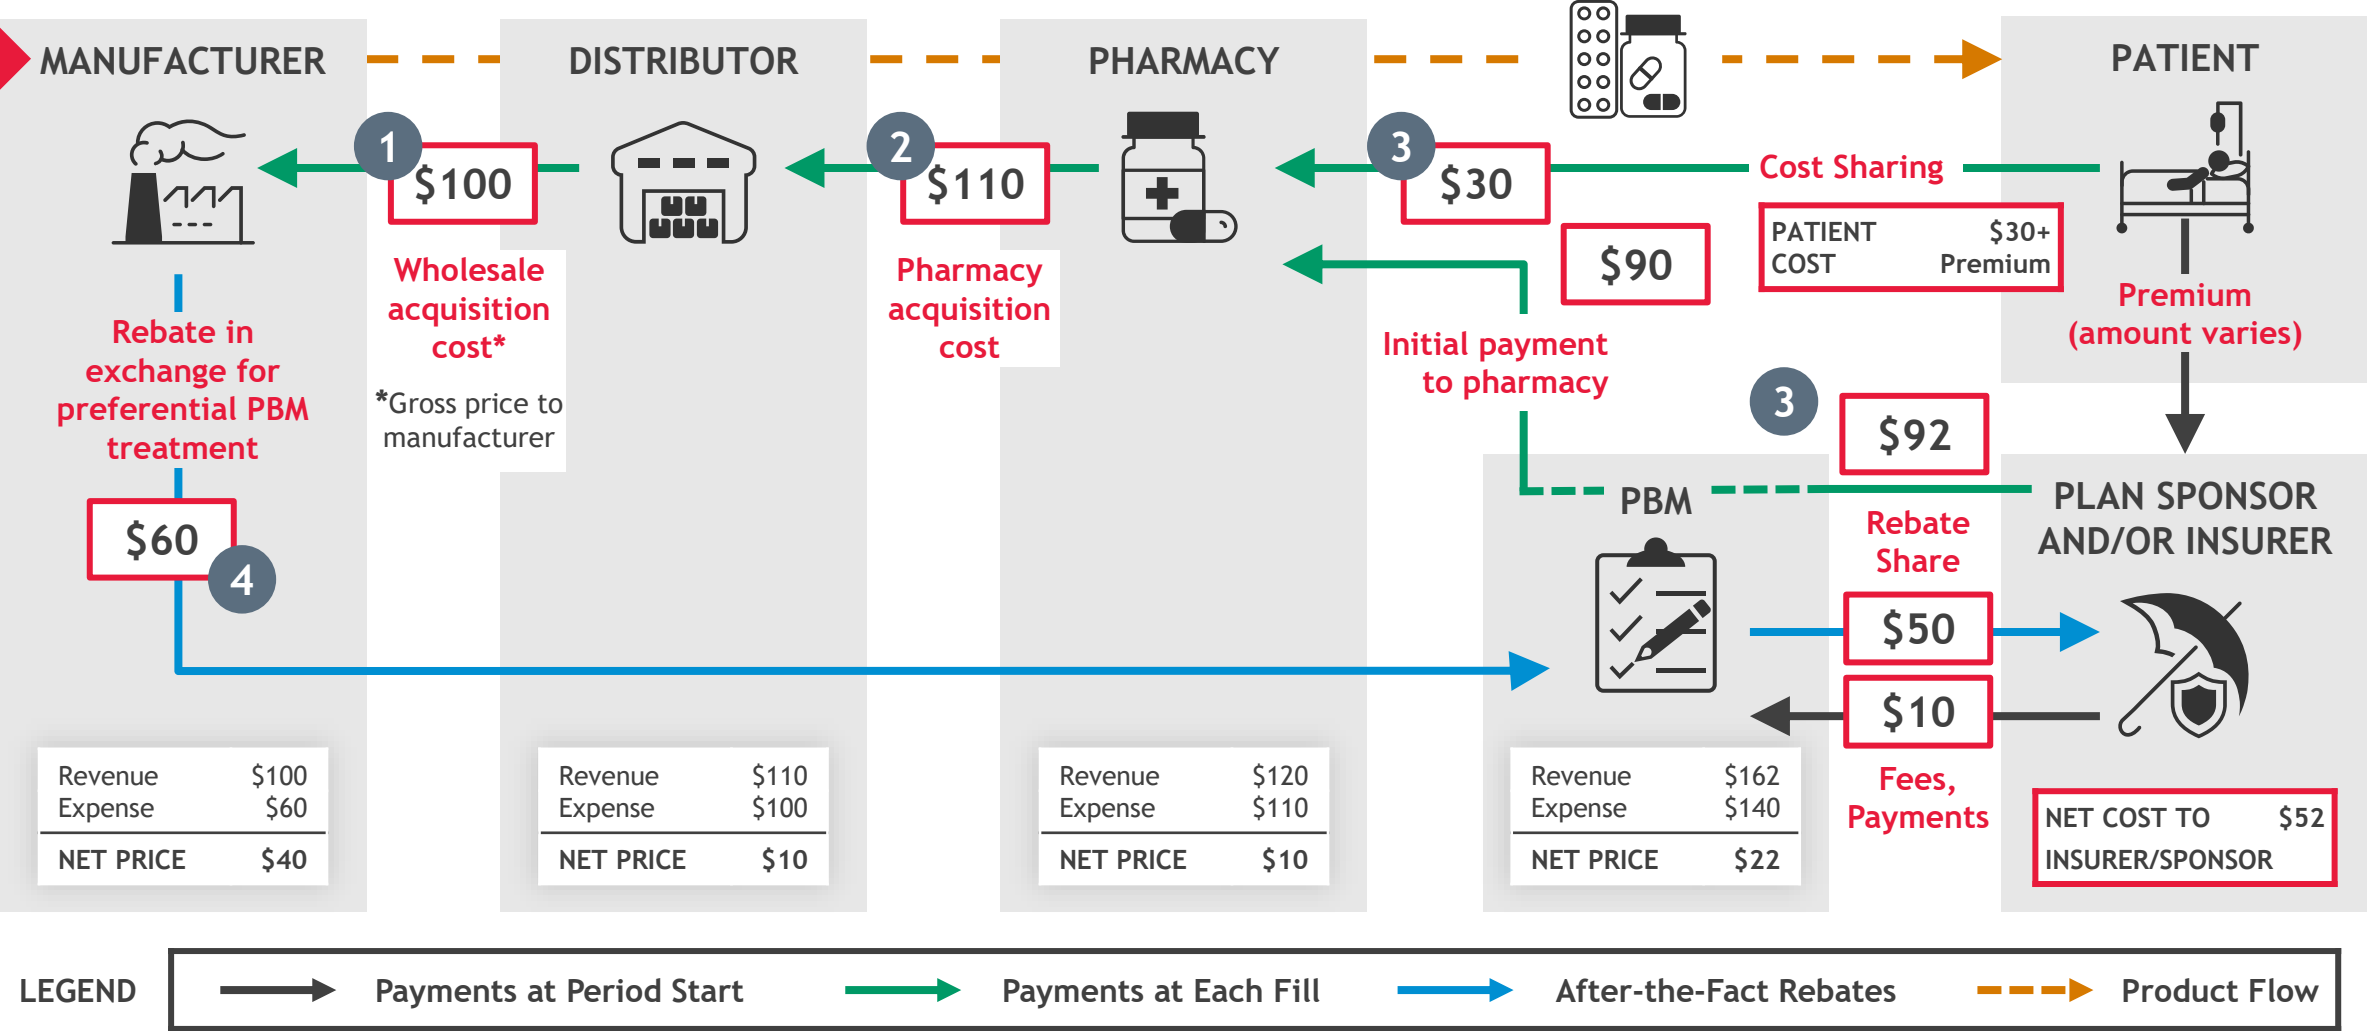 MANUFACTURER
DISTRIBUTOR
PHARMACY
PATIENT
1
$100
2
$110
3
$30
Cost Sharing
$90
PATIENT COST $30+ Premium
Wholesale
acquisition
cost*
*Gross price to
manufacturer
Pharmacy
acquisition
cost
Initial payment
to pharmacy
Premium
(amount varies)
Rebate in
exchange for
preferential PBM
treatment
$60
4
3
$92
PBM
PLAN SPONSOR
AND/OR INSURER
Rebate
Share
$50
$10
Fees,
Payments
Revenue $100
Expense $60
NET PRICE $40
Revenue $110
Expense $100
NET PRICE $10
Revenue $120
Expense $110
NET PRICE $10
Revenue $162
Expense $140
NET PRICE $22
NET COST TO $52
INSURER/SPONSOR
LEGEND
Payments at Period Start
Payments at Each Fill
After-the-Fact Rebates
Product Flow